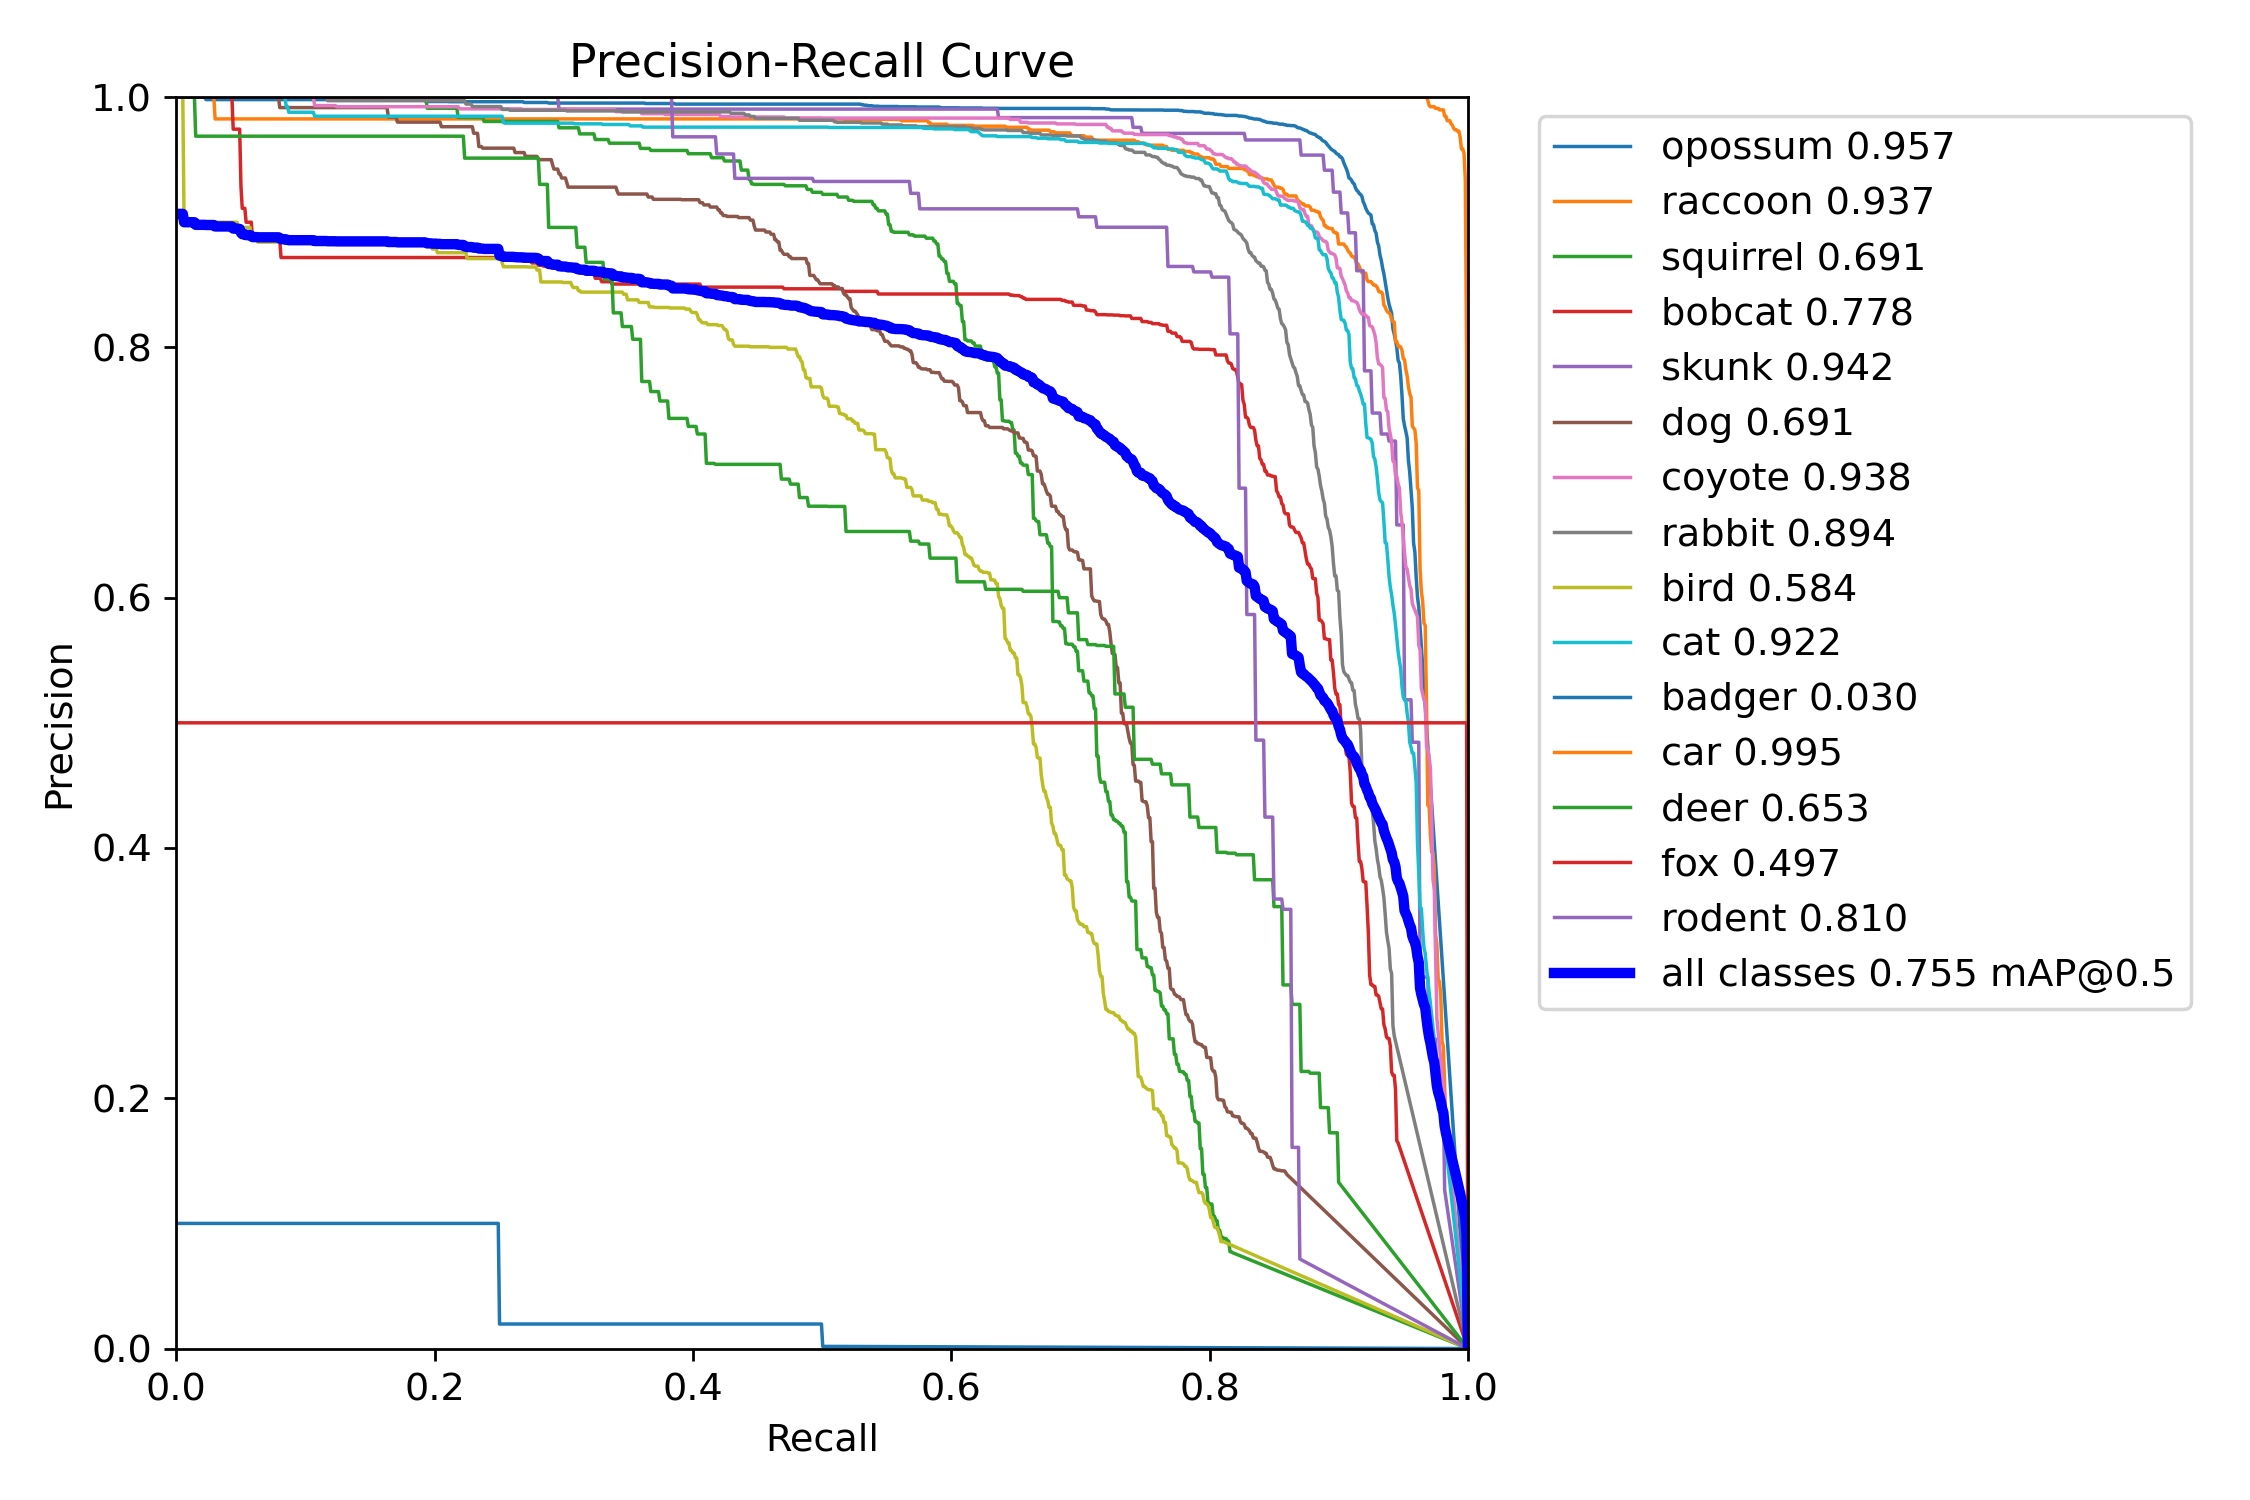 Precision-Recall Curve
1.0
0.8
0.6
0.4
0.2
0.0
Precision
0.0 0.2 0.4 0.6 0.8 1.0
Recall
opossum 0.957
raccoon 0.937
squirrel 0.691
bobcat 0.778
skunk 0.942
dog 0.691
coyote 0.938
rabbit 0.894
bird 0.584
cat 0.922
badger 0.030
car 0.995
deer 0.653
fox 0.497
rodent 0.810
all classes 0.755 mAP@0.5